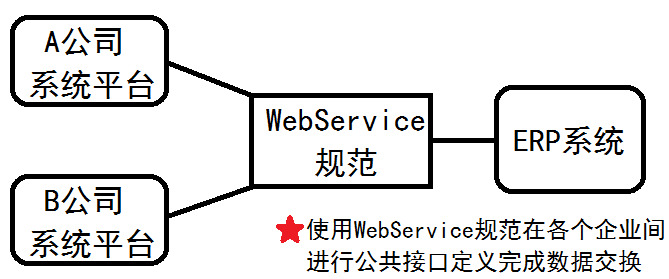 A公司
系统平台
WebService
规范
ERP系统
B公司
系统平台
使用WebService规范在各个企业间
进行公共接口定义完成数据交换